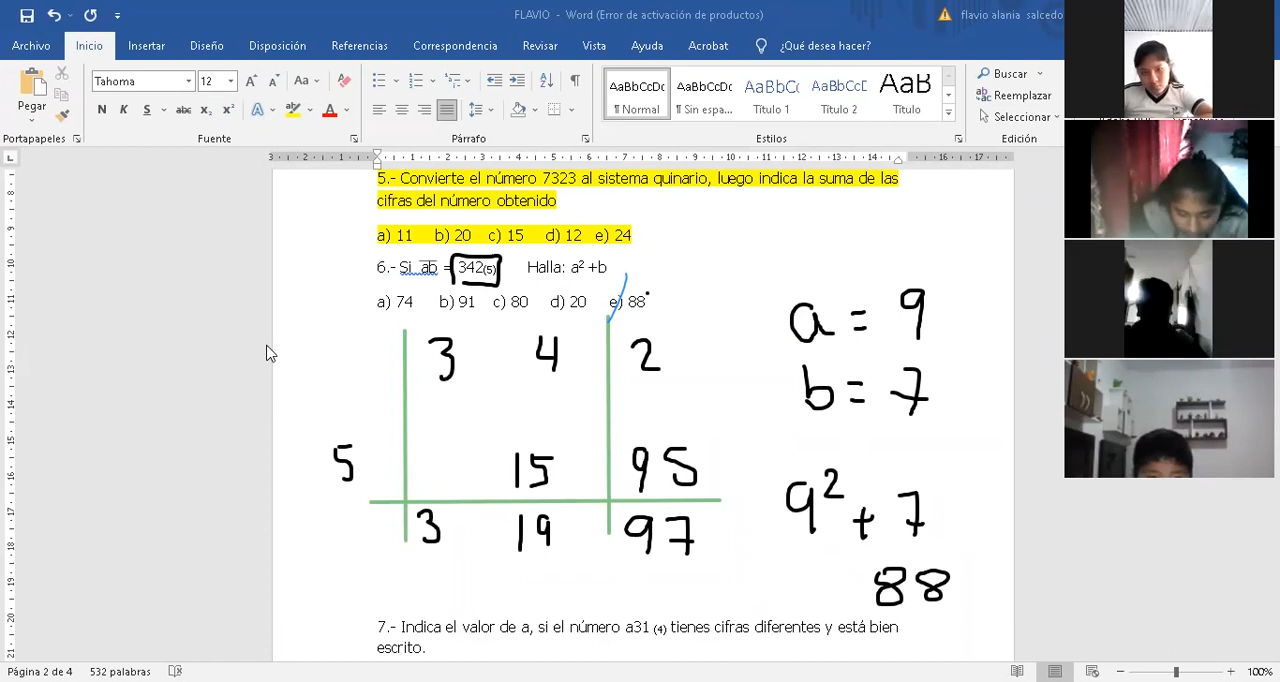 FLAVIO - Word (Error de activación de productos)
flavio alania salcedo
Archivo Inicio Insertar Diseño Disposición Referencias Correspondencia Revisar Vista Ayuda Acrobat ¿Qué desea hacer?
Pegar
Tahoma 12
N K S abc x₂ x²
AaBbCcDc AaBbCcDc AaBbCc AaBbCcD AaB
¶ Normal ¶ Sin espa... Título 1 Título 2 Título
Buscar
Reemplazar
Seleccionar
Portapapeles Fuente Párrafo Estilos Edición
5.- Convierte el número 7323 al sistema quinario, luego indica la suma de las
cifras del número obtenido
a) 11 b) 20 c) 15 d) 12 e) 24
6.- Si ab = 342(5) Halla: a² +b
a) 74 b) 91 c) 80 d) 20 e) 88
3 4 2
5 15 95
3 19 97
a = 9
b = 7
9² + 7
88
7.- Indica el valor de a, si el número a31 (4) tienes cifras diferentes y está bien
escrito.
Página 2 de 4 532 palabras
100%